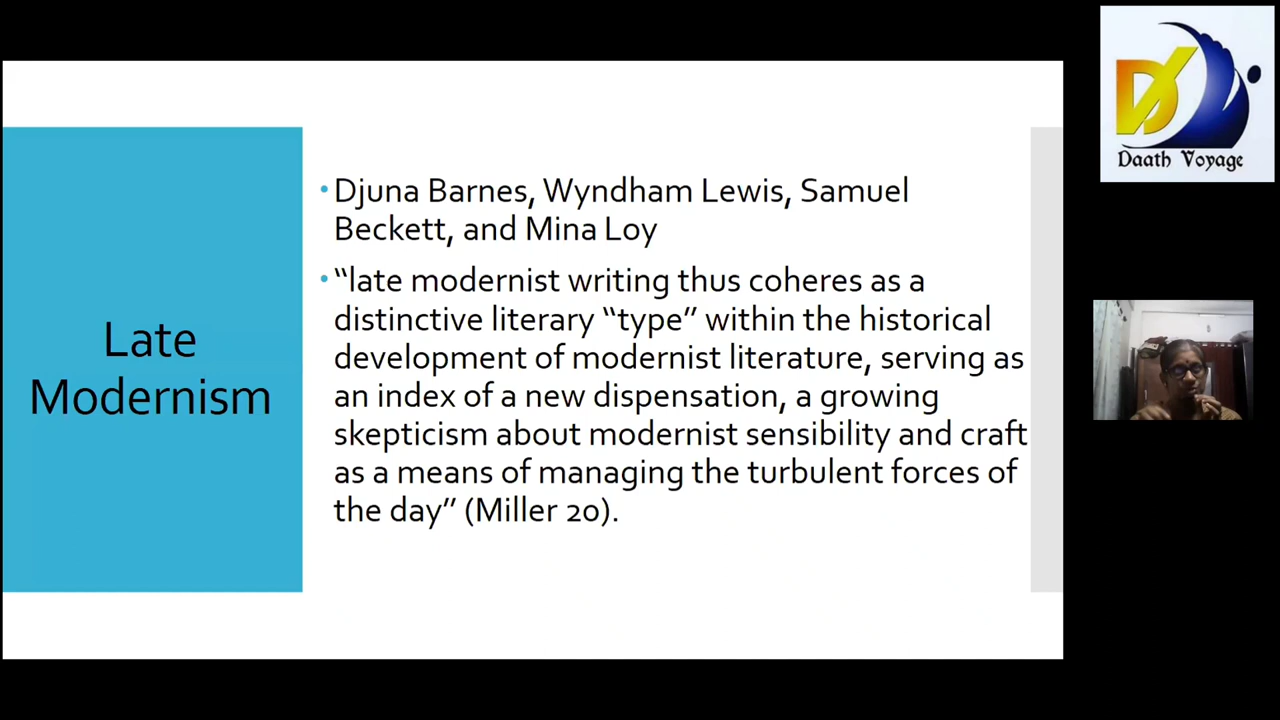 Late
Modernism
•Djuna Barnes, Wyndham Lewis, Samuel
Beckett, and Mina Loy
•“late modernist writing thus coheres as a
distinctive literary “type” within the historical
development of modernist literature, serving as
an index of a new dispensation, a growing
skepticism about modernist sensibility and craft
as a means of managing the turbulent forces of
the day” (Miller 20).
DV
Daath Voyage